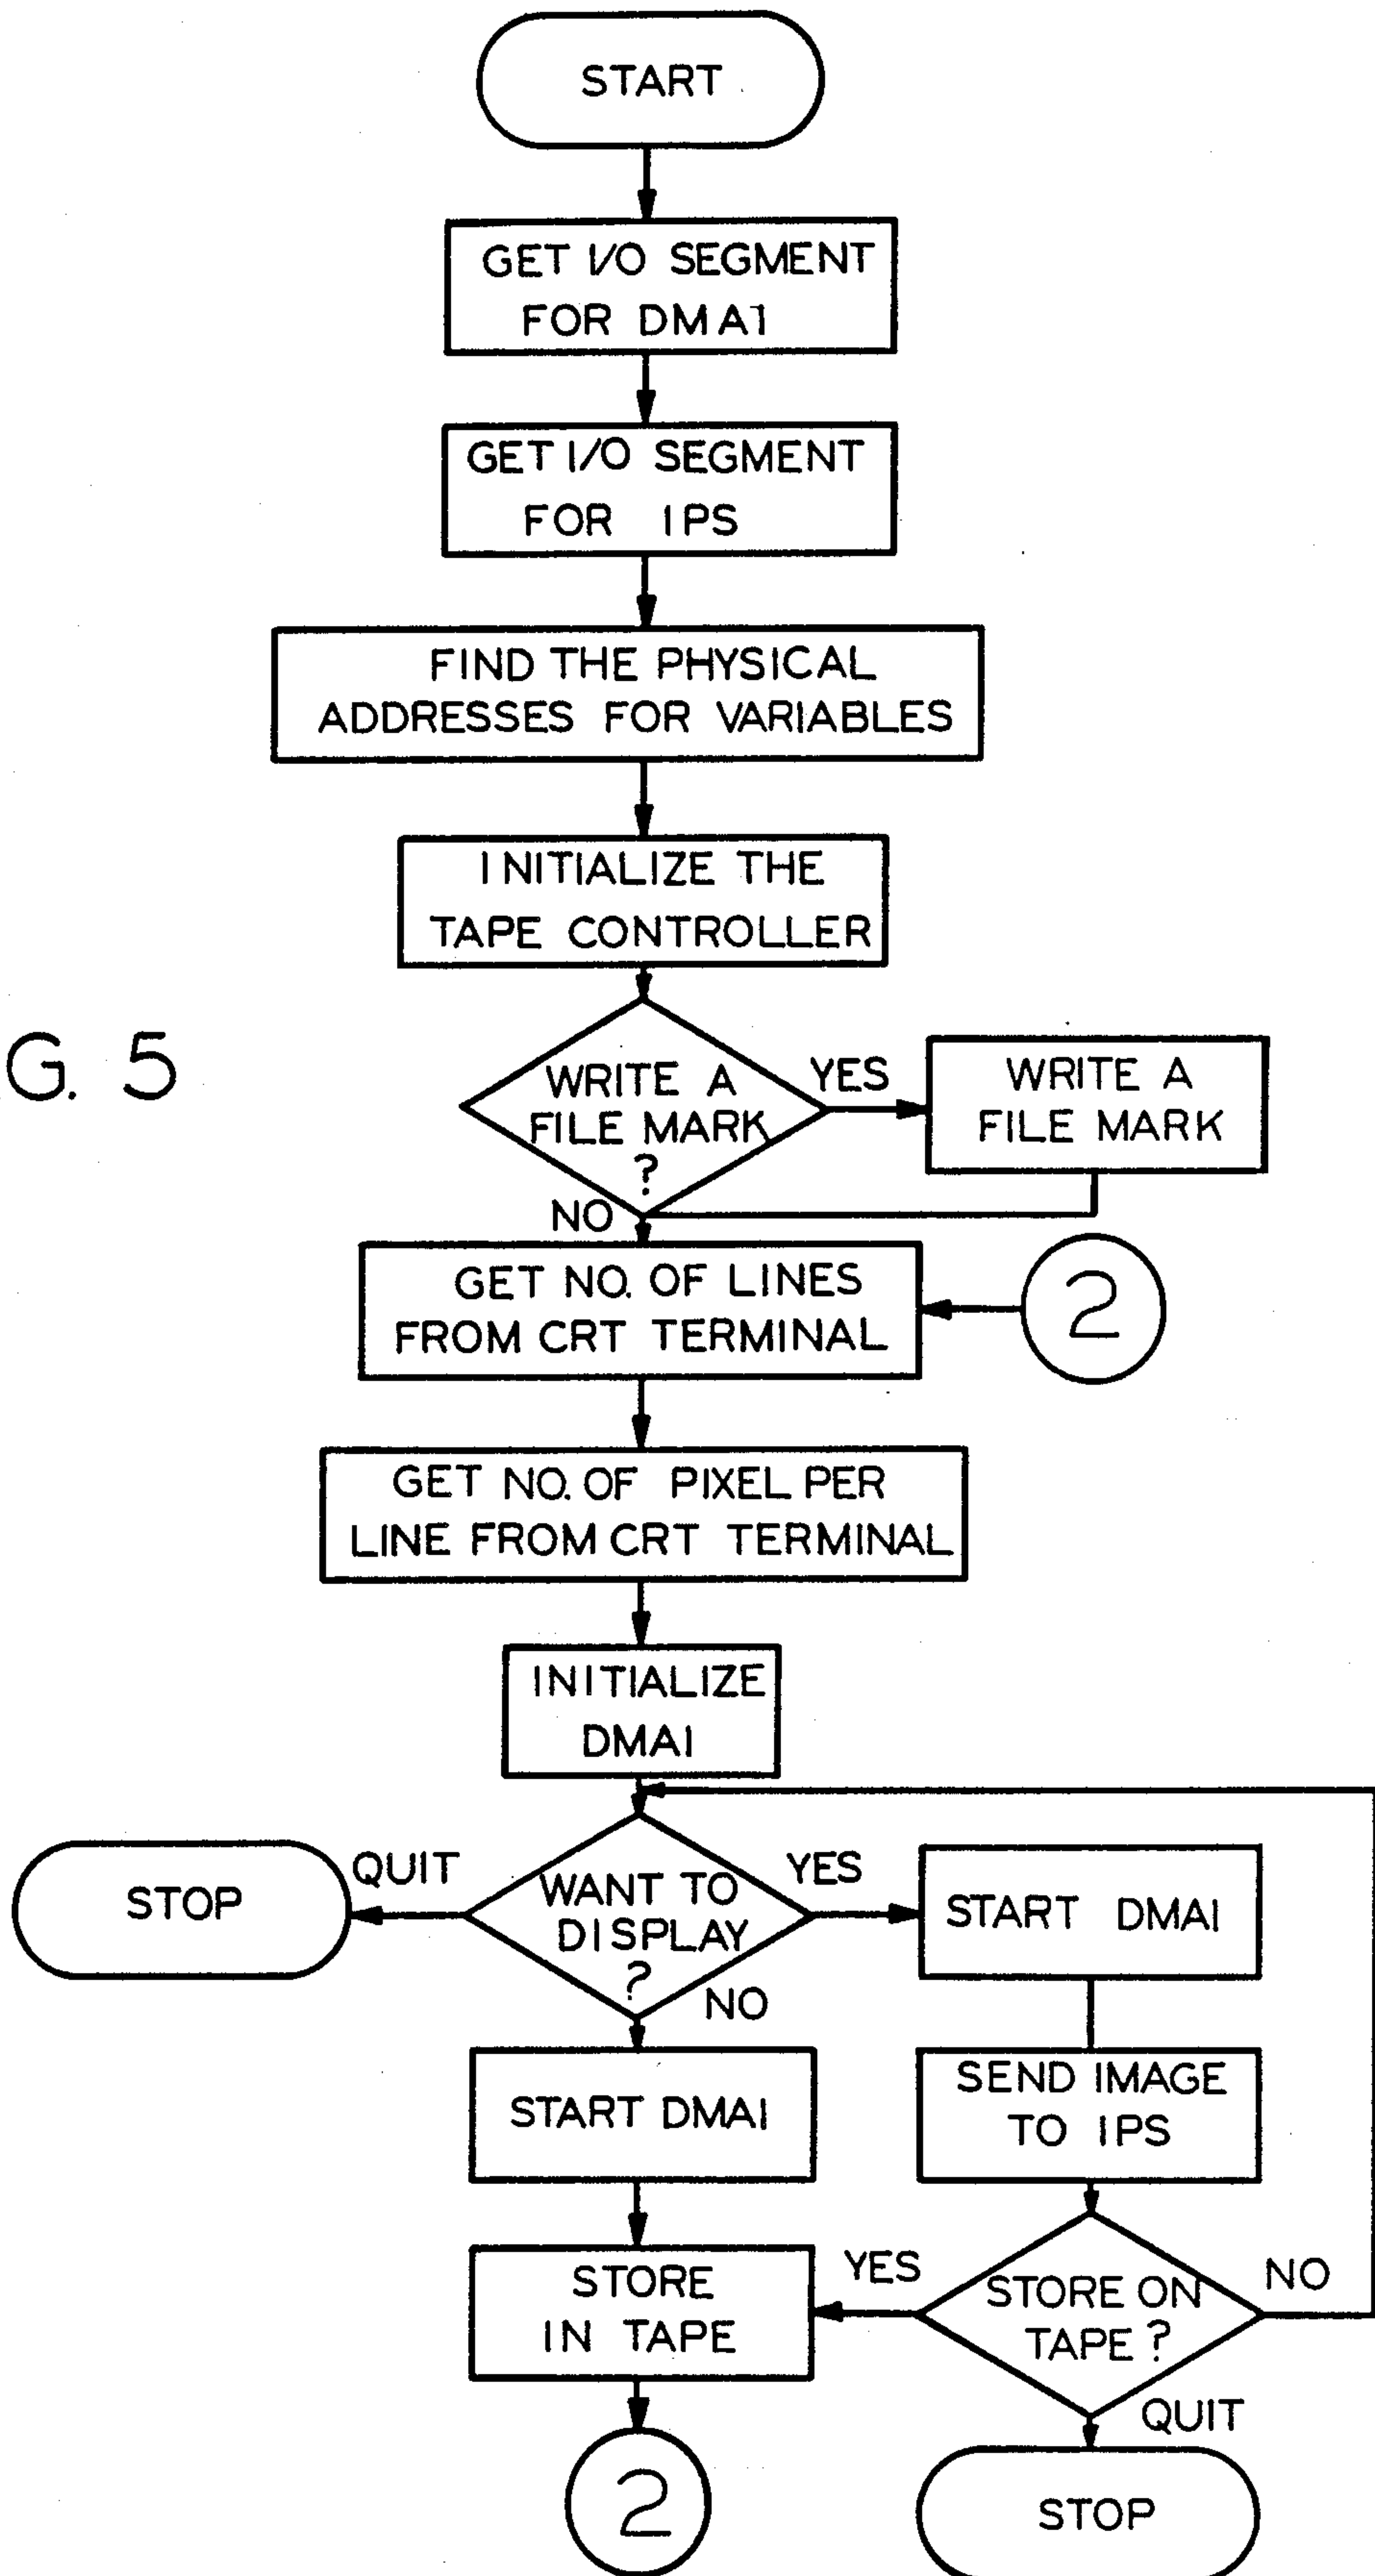 START
GET I/O SEGMENT
FOR DMA1
GET I/O SEGMENT
FOR IPS
FIND THE PHYSICAL
ADDRESSES FOR VARIABLES
INITIALIZE THE
TAPE CONTROLLER
G. 5
WRITE A
FILE MARK
?
YES
WRITE A
FILE MARK
NO
GET NO. OF LINES
FROM CRT TERMINAL
2
GET NO. OF PIXEL PER
LINE FROM CRT TERMINAL
INITIALIZE
DMA1
STOP
QUIT
WANT TO
DISPLAY
?
YES
START DMA1
NO
START DMA1
SEND IMAGE
TO IPS
STORE
IN TAPE
YES
STORE ON
TAPE?
NO
QUIT
2
STOP